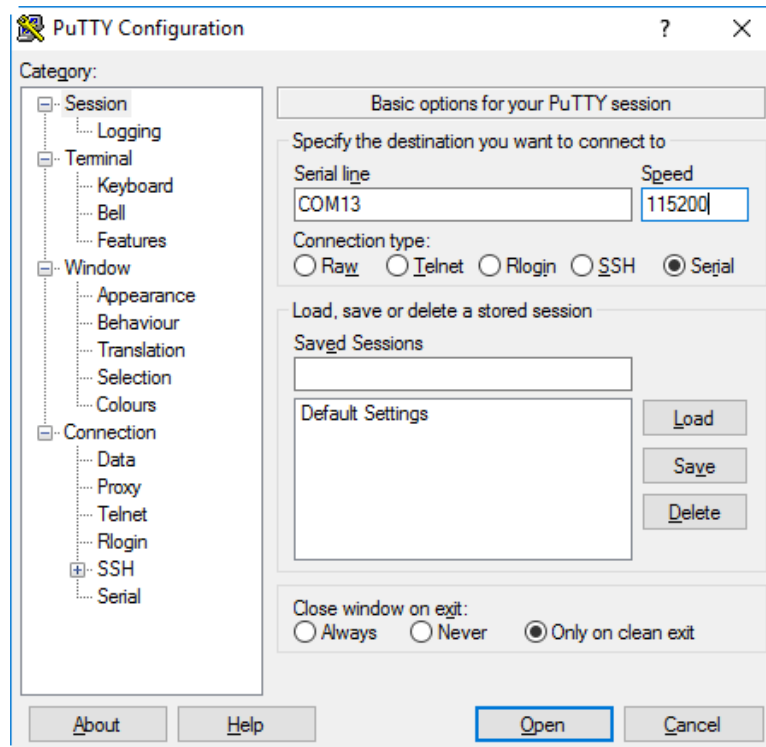 PuTTY Configuration ? ×
Category:
Session
Logging
Terminal
Keyboard
Bell
Features
Window
Appearance
Behaviour
Translation
Selection
Colours
Connection
Data
Proxy
Telnet
Rlogin
SSH
Serial
Basic options for your PuTTY session
Specify the destination you want to connect to
Serial line Speed
COM13 115200
Connection type:
Raw Telnet Rlogin SSH Serial
Load, save or delete a stored session
Saved Sessions
Default Settings
Load
Save
Delete
Close window on exit:
Always Never Only on clean exit
About Help Open Cancel